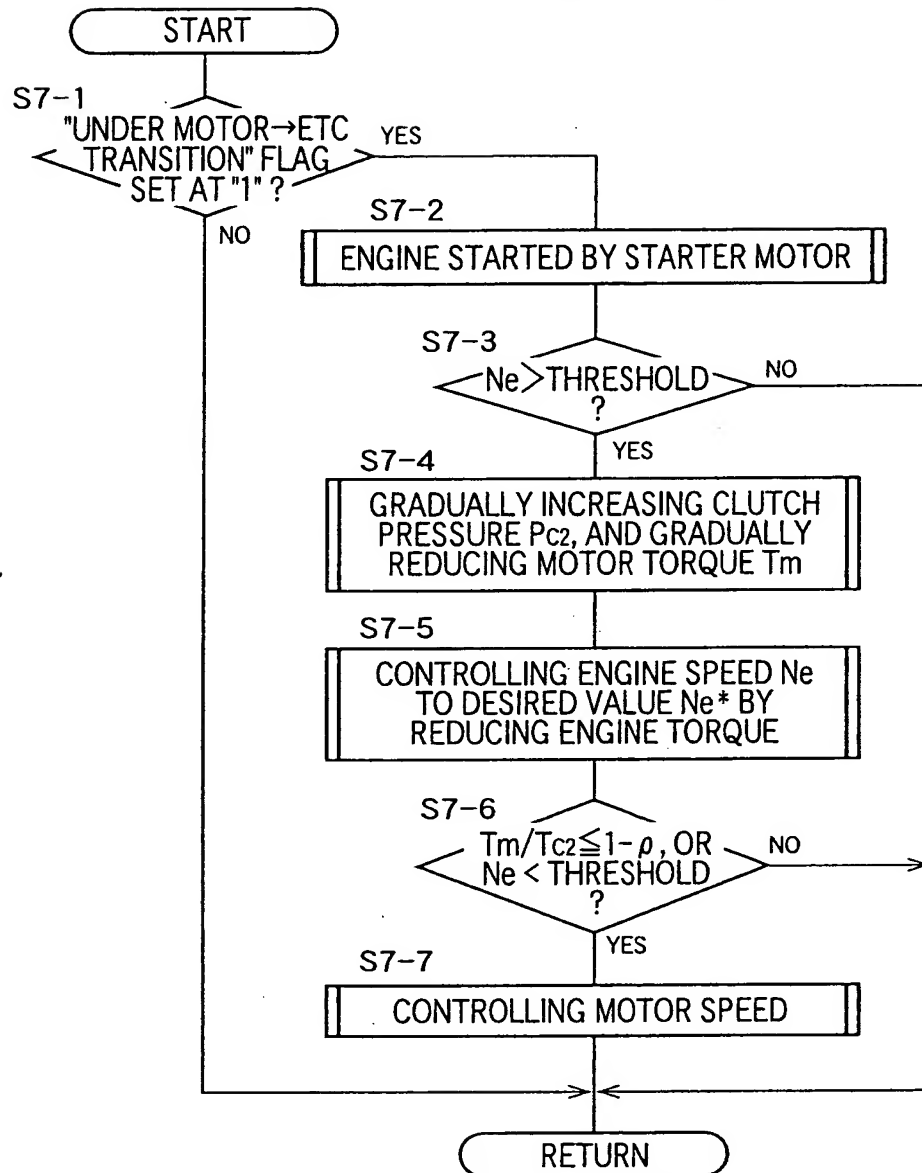 START
S7-1
"UNDER MOTOR→ETC
TRANSITION" FLAG
SET AT "1" ?
YES
NO
S7-2
ENGINE STARTED BY STARTER MOTOR
S7-3
Ne>THRESHOLD
?
NO
YES
S7-4
GRADUALLY INCREASING CLUTCH
PRESSURE Pc2, AND GRADUALLY
REDUCING MOTOR TORQUE Tm
S7-5
CONTROLLING ENGINE SPEED Ne
TO DESIRED VALUE Ne* BY
REDUCING ENGINE TORQUE
S7-6
Tm/Tc2≦1-ρ, OR
Ne < THRESHOLD
?
NO
YES
S7-7
CONTROLLING MOTOR SPEED
RETURN